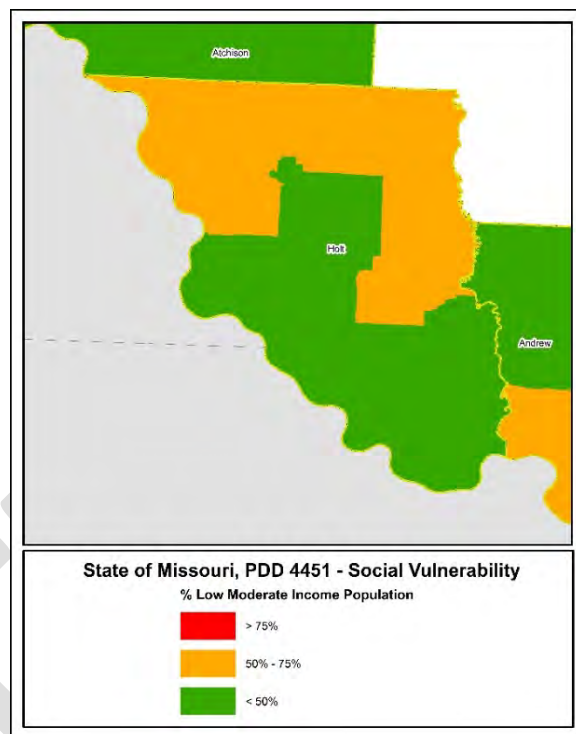 Atchison
Holt
Andrew
State of Missouri, PDD 4451 - Social Vulnerability
% Low Moderate Income Population
> 75%
50% - 75%
< 50%